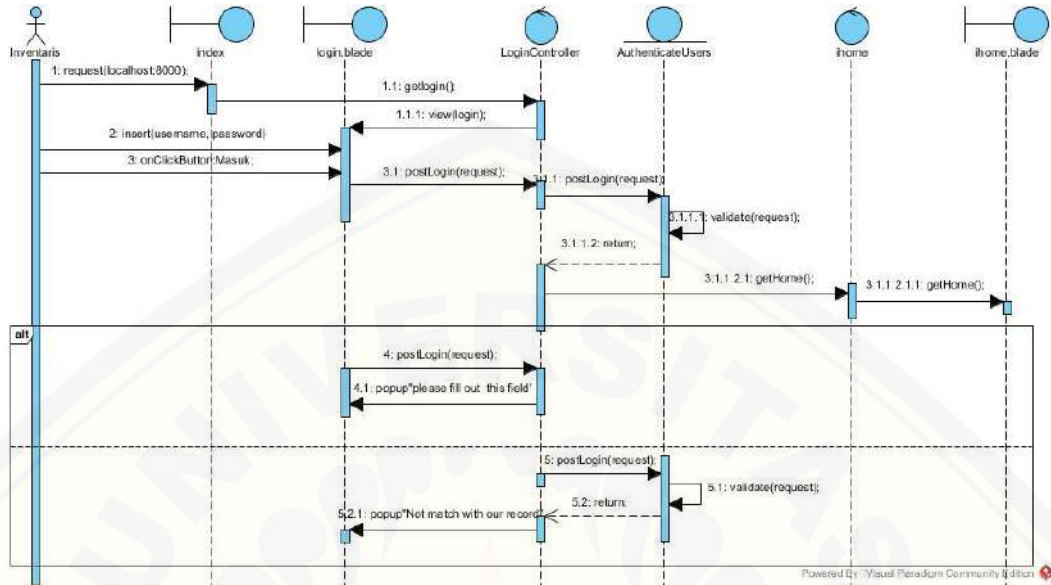 Inventaris
index
login.blade
LoginController
AuthenticateUsers
ihome
ihome.blade
1: request(localhost:8000);
1.1: getlogin();
1.1.1: view(login);
2: insert(username, password)
3: onClickButton:Masuk;
3.1: postLogin(request);
3.1.1: postLogin(request);
3.1.1.1: validate(request);
3.1.1.2: return;
3.1.1.2.1: getHome();
3.1.1.2.1.1: getHome();
alt
4: postLogin(request);
4.1: popup"please fill out this field"
5: postLogin(request);
5.1: validate(request);
5.2: return;
5.2.1: popup"Not match with our record"
UNIVERSITAS
Powered By Visual Paradigm Community Edition